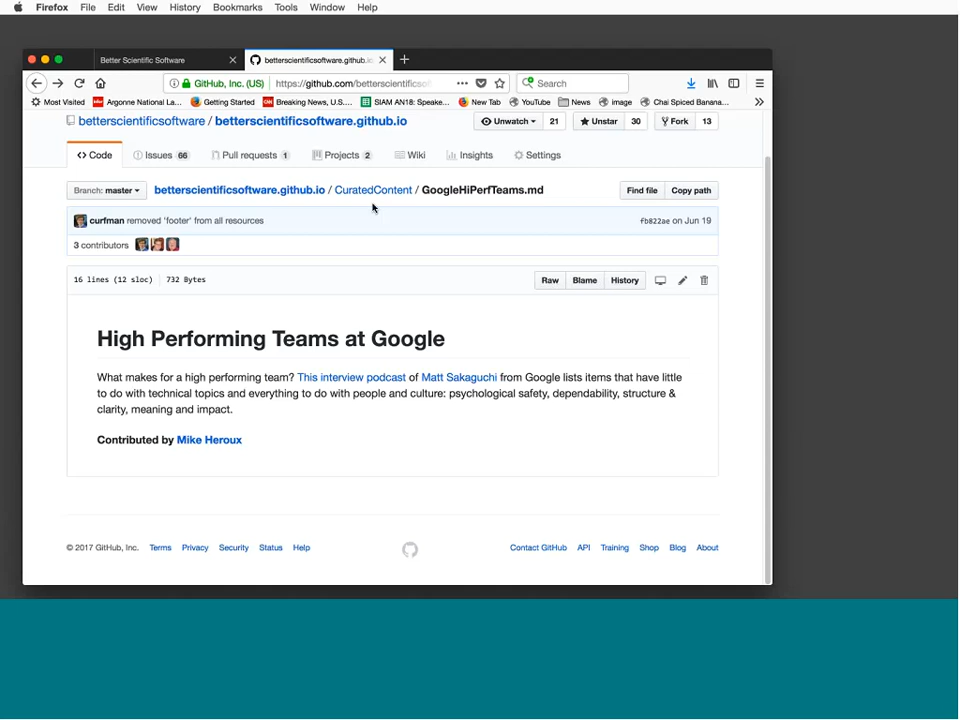 Firefox File Edit View History Bookmarks Tools Window Help
Better Scientific Software
betterscientificsoftware.github.io
GitHub, Inc. (US) https://github.com/betterscientificso Search
Most Visited Argonne National La... Getting Started Breaking News, U.S.... SIAM AN18: Speake... New Tab YouTube News image Chai Spiced Banana...
betterscientificsoftware / betterscientificsoftware.github.io Unwatch 21 Unstar 30 Fork 13
Code Issues 66 Pull requests 1 Projects 2 Wiki Insights Settings
Branch: master betterscientificsoftware.github.io / CuratedContent / GoogleHiPerfTeams.md Find file Copy path
curfman removed 'footer' from all resources fb822ae on Jun 19
3 contributors
16 lines (12 sloc) 732 Bytes Raw Blame History
High Performing Teams at Google
What makes for a high performing team? This interview podcast of Matt Sakaguchi from Google lists items that have little
to do with technical topics and everything to do with people and culture: psychological safety, dependability, structure &
clarity, meaning and impact.
Contributed by Mike Heroux
© 2017 GitHub, Inc. Terms Privacy Security Status Help Contact GitHub API Training Shop Blog About